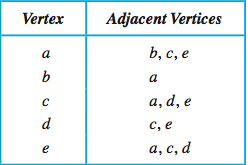 Vertex Adjacent Vertices
a b, c, e
b a
c a, d, e
d c, e
e a, c, d